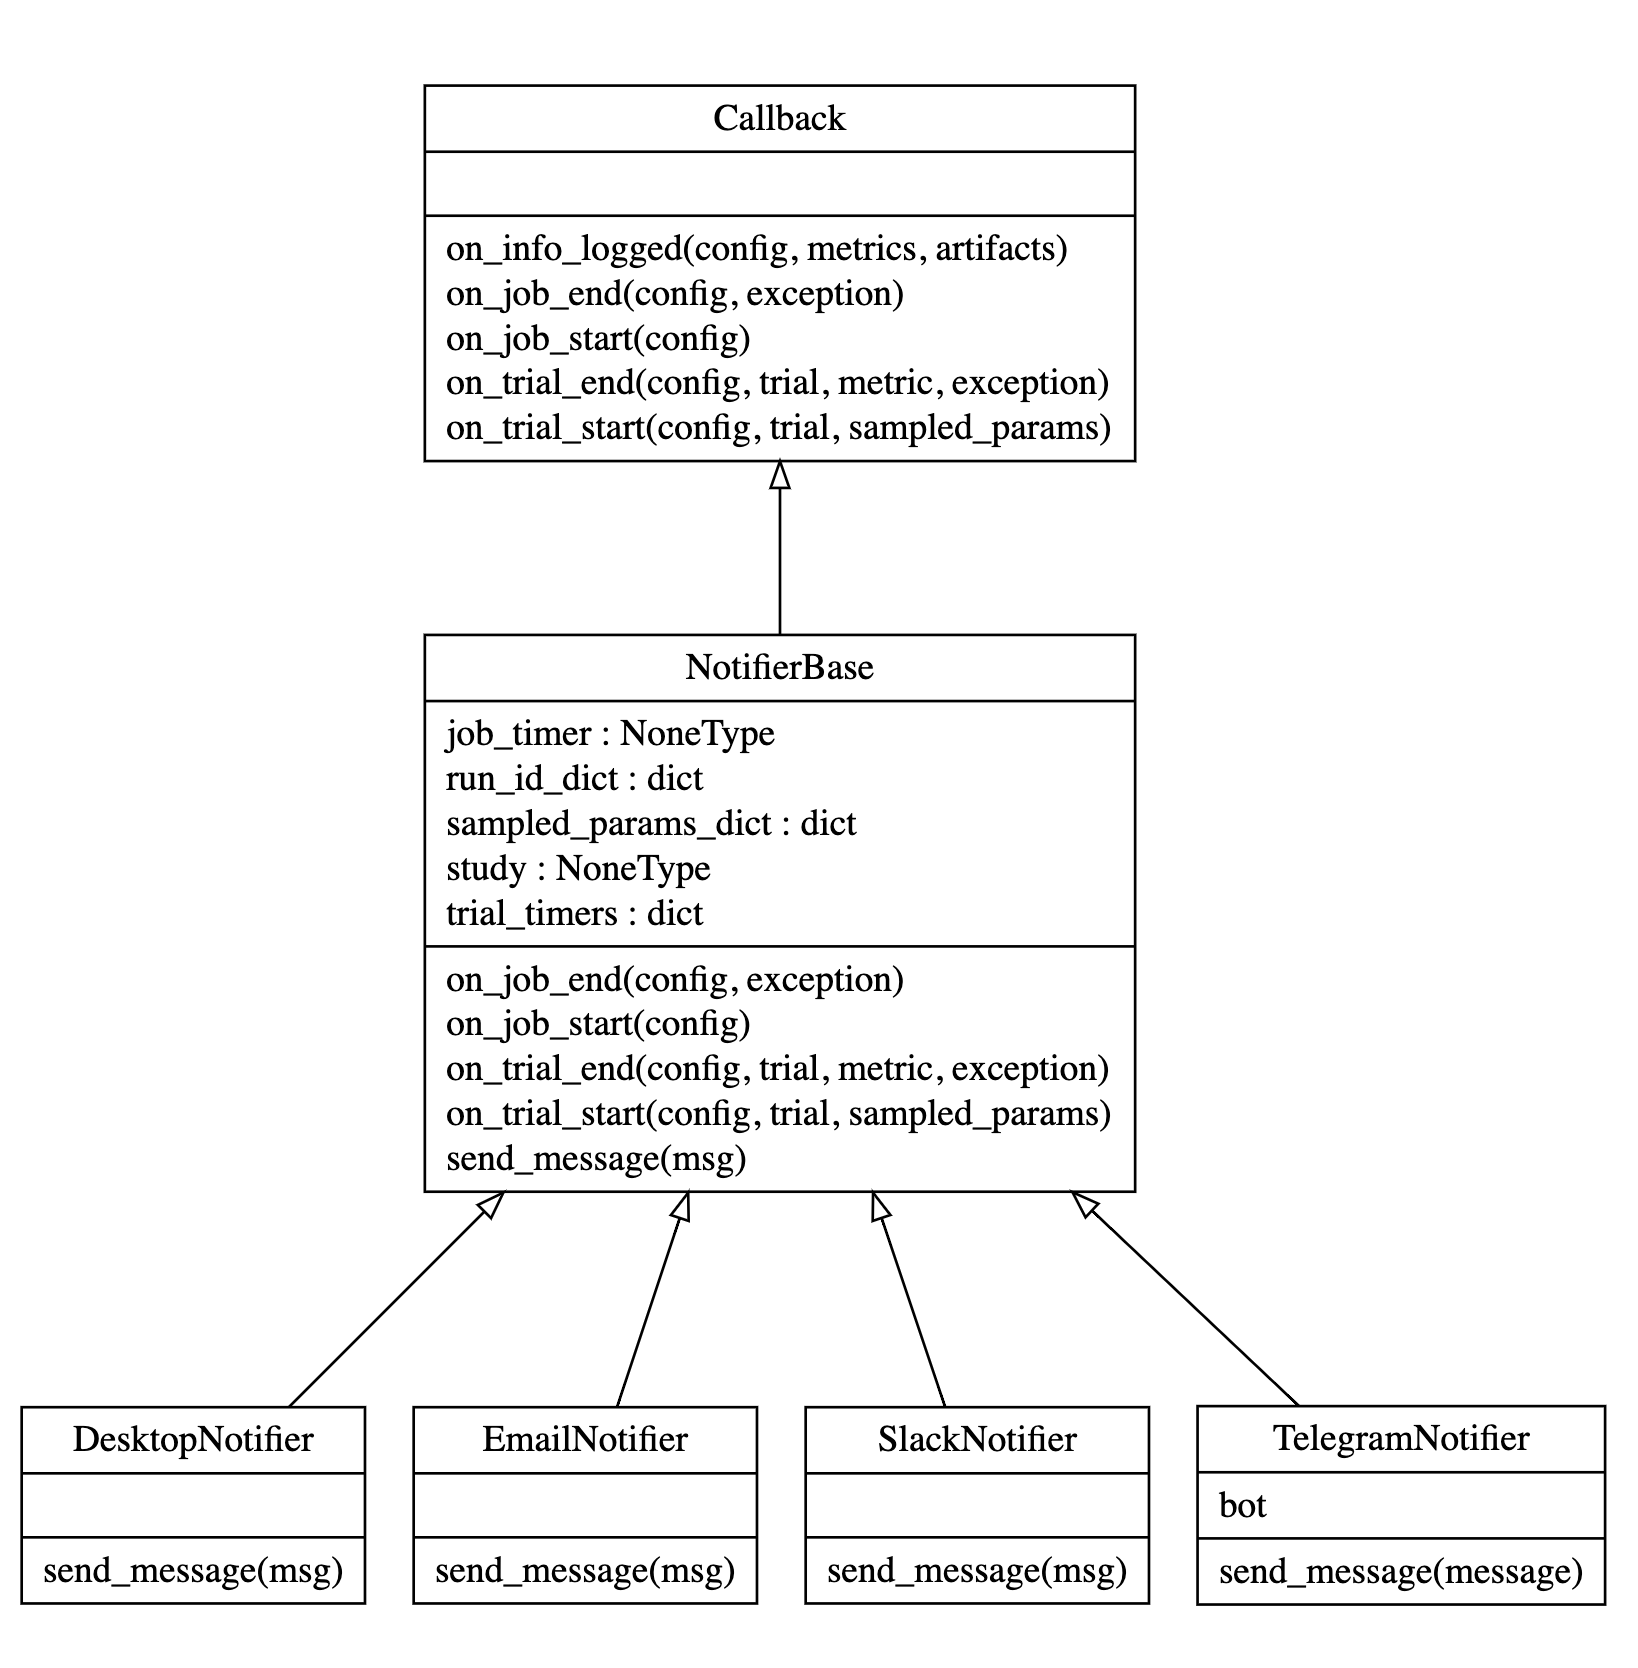 Callback
on_info_logged(config, metrics, artifacts)
on_job_end(config, exception)
on_job_start(config)
on_trial_end(config, trial, metric, exception)
on_trial_start(config, trial, sampled_params)
NotifierBase
job_timer : NoneType
run_id_dict : dict
sampled_params_dict : dict
study : NoneType
trial_timers : dict
on_job_end(config, exception)
on_job_start(config)
on_trial_end(config, trial, metric, exception)
on_trial_start(config, trial, sampled_params)
send_message(msg)
DesktopNotifier
send_message(msg)
EmailNotifier
send_message(msg)
SlackNotifier
send_message(msg)
TelegramNotifier
bot
send_message(message)